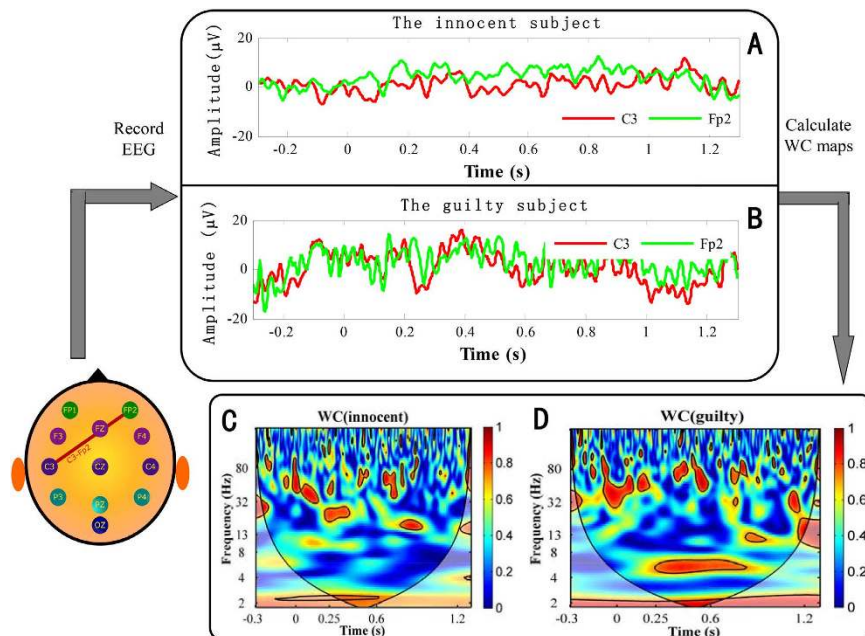 The innocent subject
A
Amplitude(μV)
20
0
-20
C3
Fp2
-0.2 0 0.2 0.4 0.6 0.8 1 1.2
Time (s)
Record
EEG
Calculate
WC maps
The guilty subject
B
Amplitude (μV)
20
0
-20
C3
Fp2
-0.2 0 0.2 0.4 0.6 0.8 1 1.2
Time (s)
FP1 FP2
F3 FZ F4
C3-Fp2
C3 CZ C4
P3 PZ P4
OZ
C
WC(innocent)
Frequency (Hz)
80
32
13
8
4
2
-0.3 0 0.25 0.6 1.2
Time (s)
1
0.8
0.6
0.4
0.2
0
D
WC(guilty)
Frequency (Hz)
80
32
13
8
4
2
-0.3 0 0.25 0.6 1.2
Time (s)
1
0.8
0.6
0.4
0.2
0